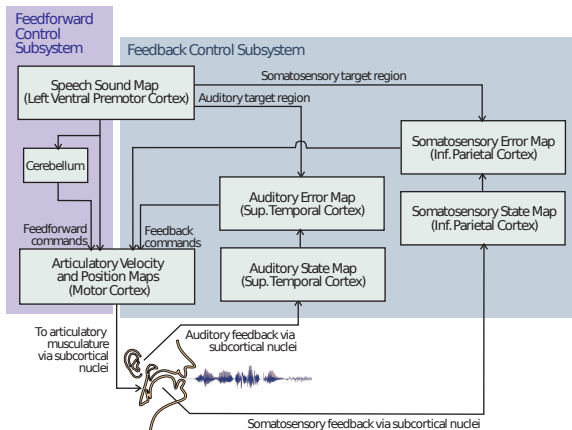 Feedforward
Control
Subsystem
Feedback Control Subsystem
Speech Sound Map
(Left Ventral Premotor Cortex)
Somatosensory target region
Auditory target region
Cerebellum
Somatosensory Error Map
(Inf. Parietal Cortex)
Auditory Error Map
(Sup. Temporal Cortex)
Somatosensory State Map
(Inf. Parietal Cortex)
Feedforward
commands
Feedback
commands
Articulatory Velocity
and Position Maps
(Motor Cortex)
Auditory State Map
(Sup. Temporal Cortex)
To articulatory
musculature
via subcortical
nuclei
Auditory feedback via
subcortical nuclei
Somatosensory feedback via subcortical nuclei